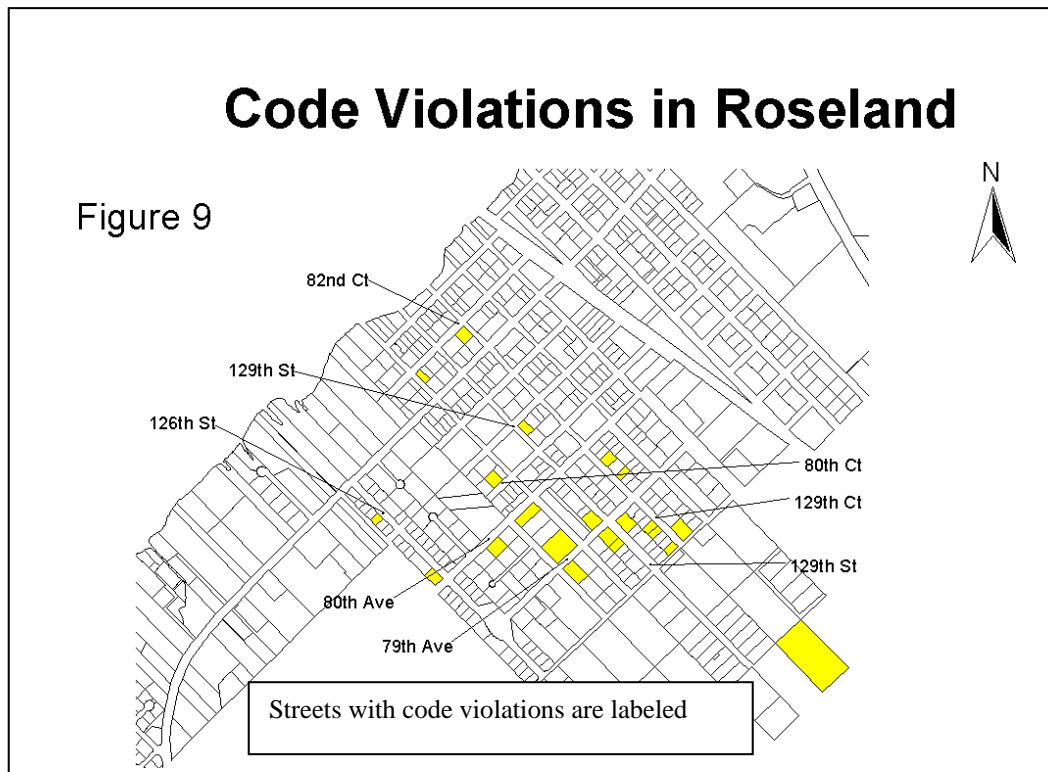 Code Violations in Roseland
N
Figure 9
82nd Ct
129th St
126th St
80th Ct
129th Ct
129th St
80th Ave
79th Ave
Streets with code violations are labeled